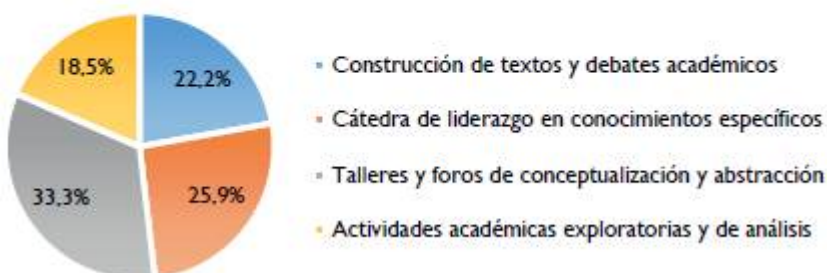 18,5%
22,2%
33,3%
25,9%
Construcción de textos y debates académicos
Cátedra de liderazgo en conocimientos específicos
Talleres y foros de conceptualización y abstracción
Actividades académicas exploratorias y de análisis